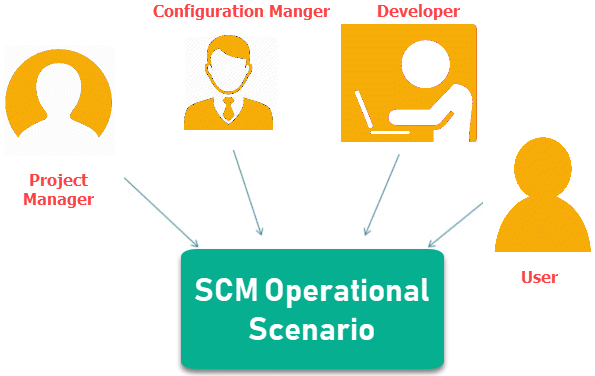 Configuration Manger
Developer
Project
Manager
User
SCM Operational
Scenario